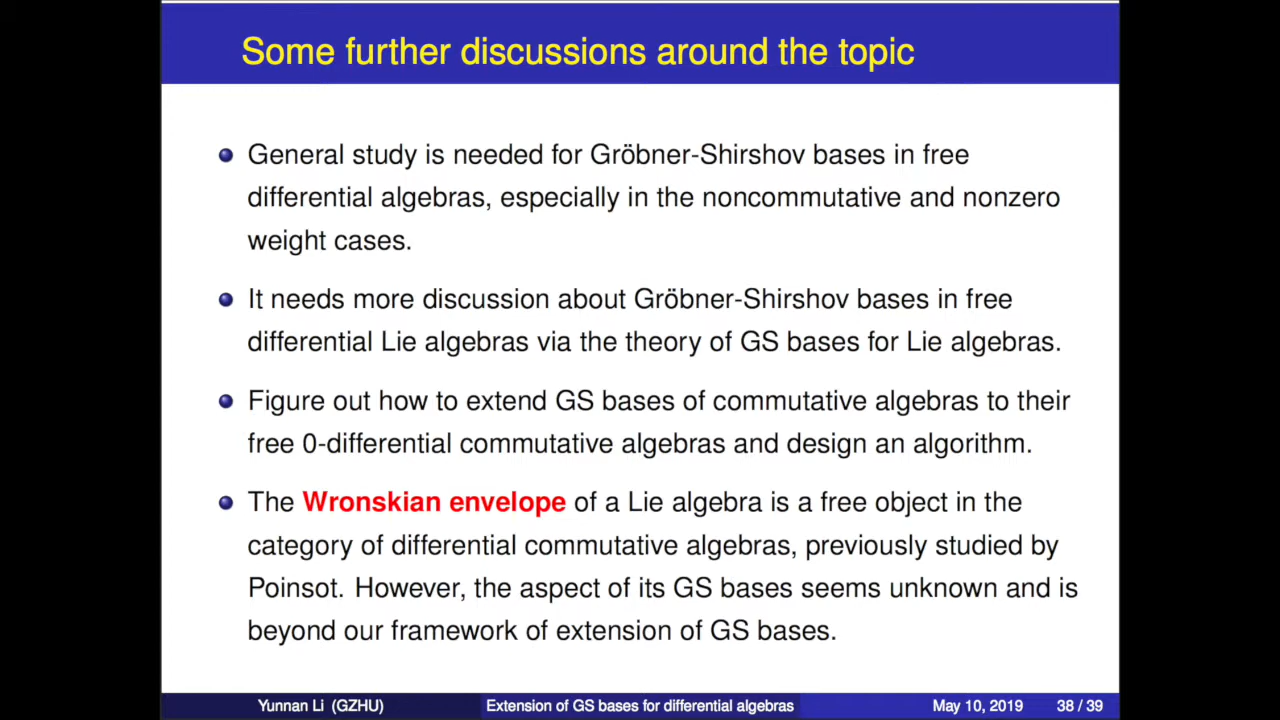 Some further discussions around the topic
General study is needed for Gröbner-Shirshov bases in free
differential algebras, especially in the noncommutative and nonzero
weight cases.
It needs more discussion about Gröbner-Shirshov bases in free
differential Lie algebras via the theory of GS bases for Lie algebras.
Figure out how to extend GS bases of commutative algebras to their
free 0-differential commutative algebras and design an algorithm.
The Wronskian envelope of a Lie algebra is a free object in the
category of differential commutative algebras, previously studied by
Poinsot. However, the aspect of its GS bases seems unknown and is
beyond our framework of extension of GS bases.
Yunnan Li (GZHU) Extension of GS bases for differential algebras May 10, 2019 38 / 39